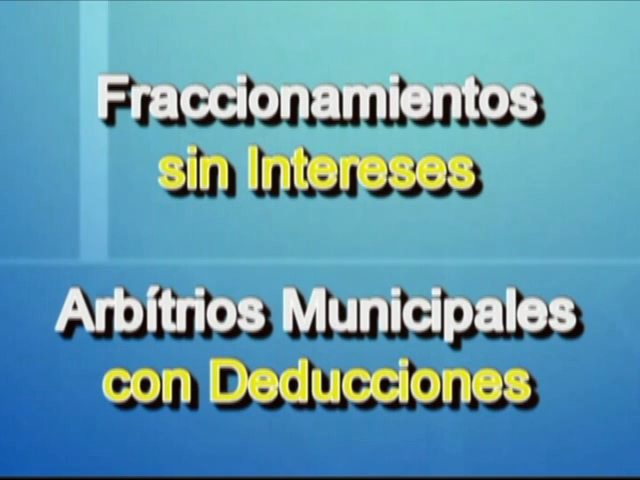 Fraccionamientos
sin Intereses
Arbítrios Municipales
con Deducciones